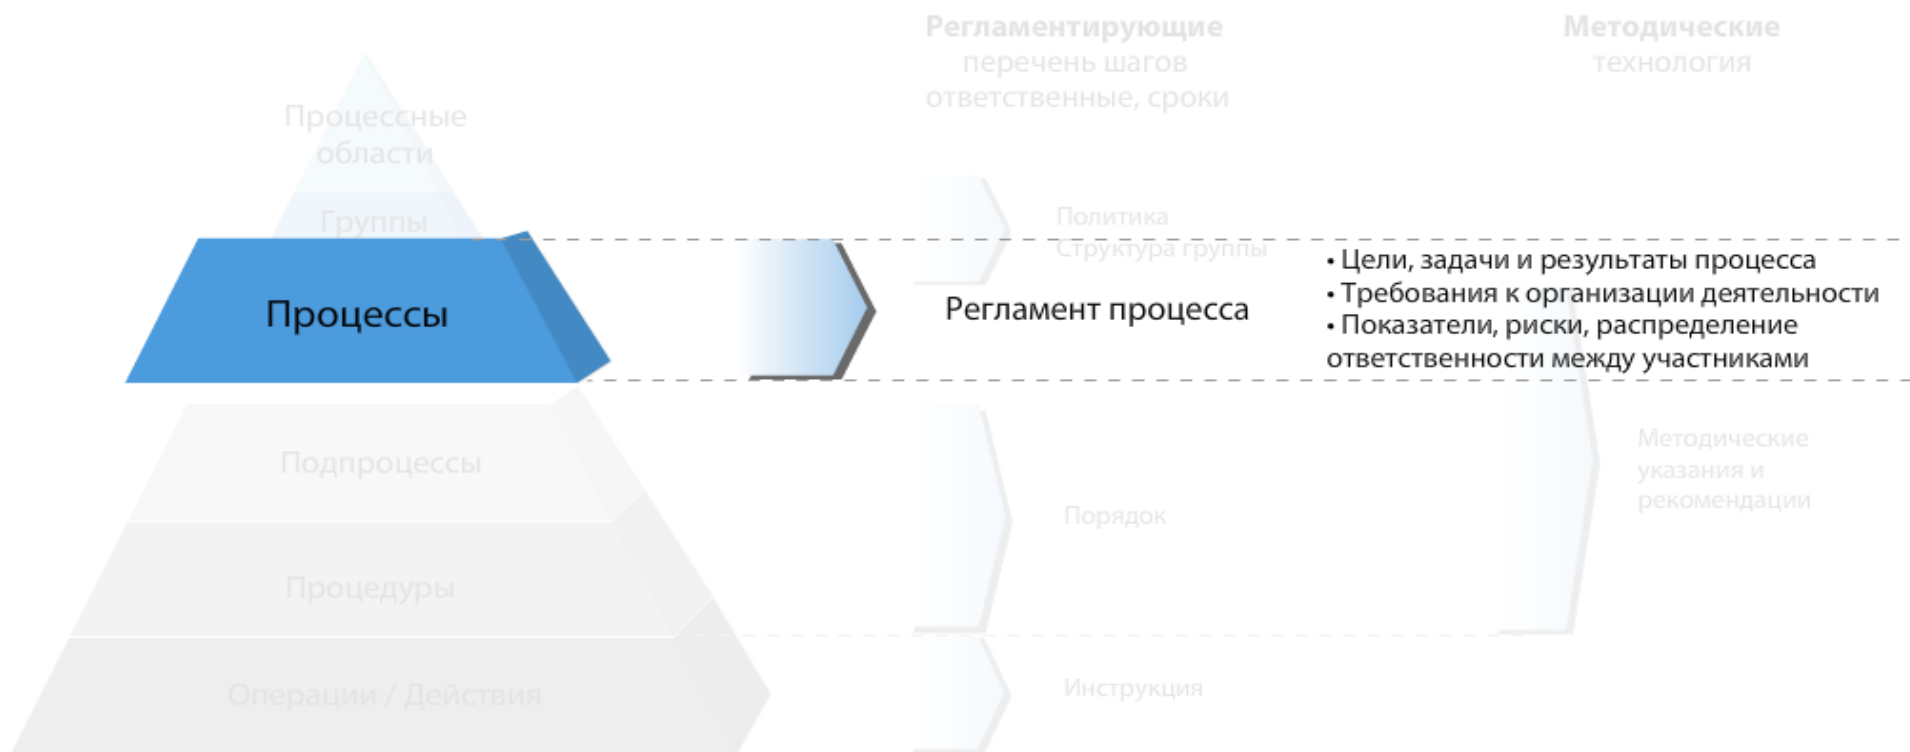 Регламентирующие
перечень шагов
ответственные, сроки
Методические
технология
Процессные
области
Группы
Политика
Структура группы
Процессы
Регламент процесса
• Цели, задачи и результаты процесса
• Требования к организации деятельности
• Показатели, риски, распределение
ответственности между участниками
Подпроцессы
Порядок
Методические
указания и
рекомендации
Процедуры
Операции / Действия
Инструкция